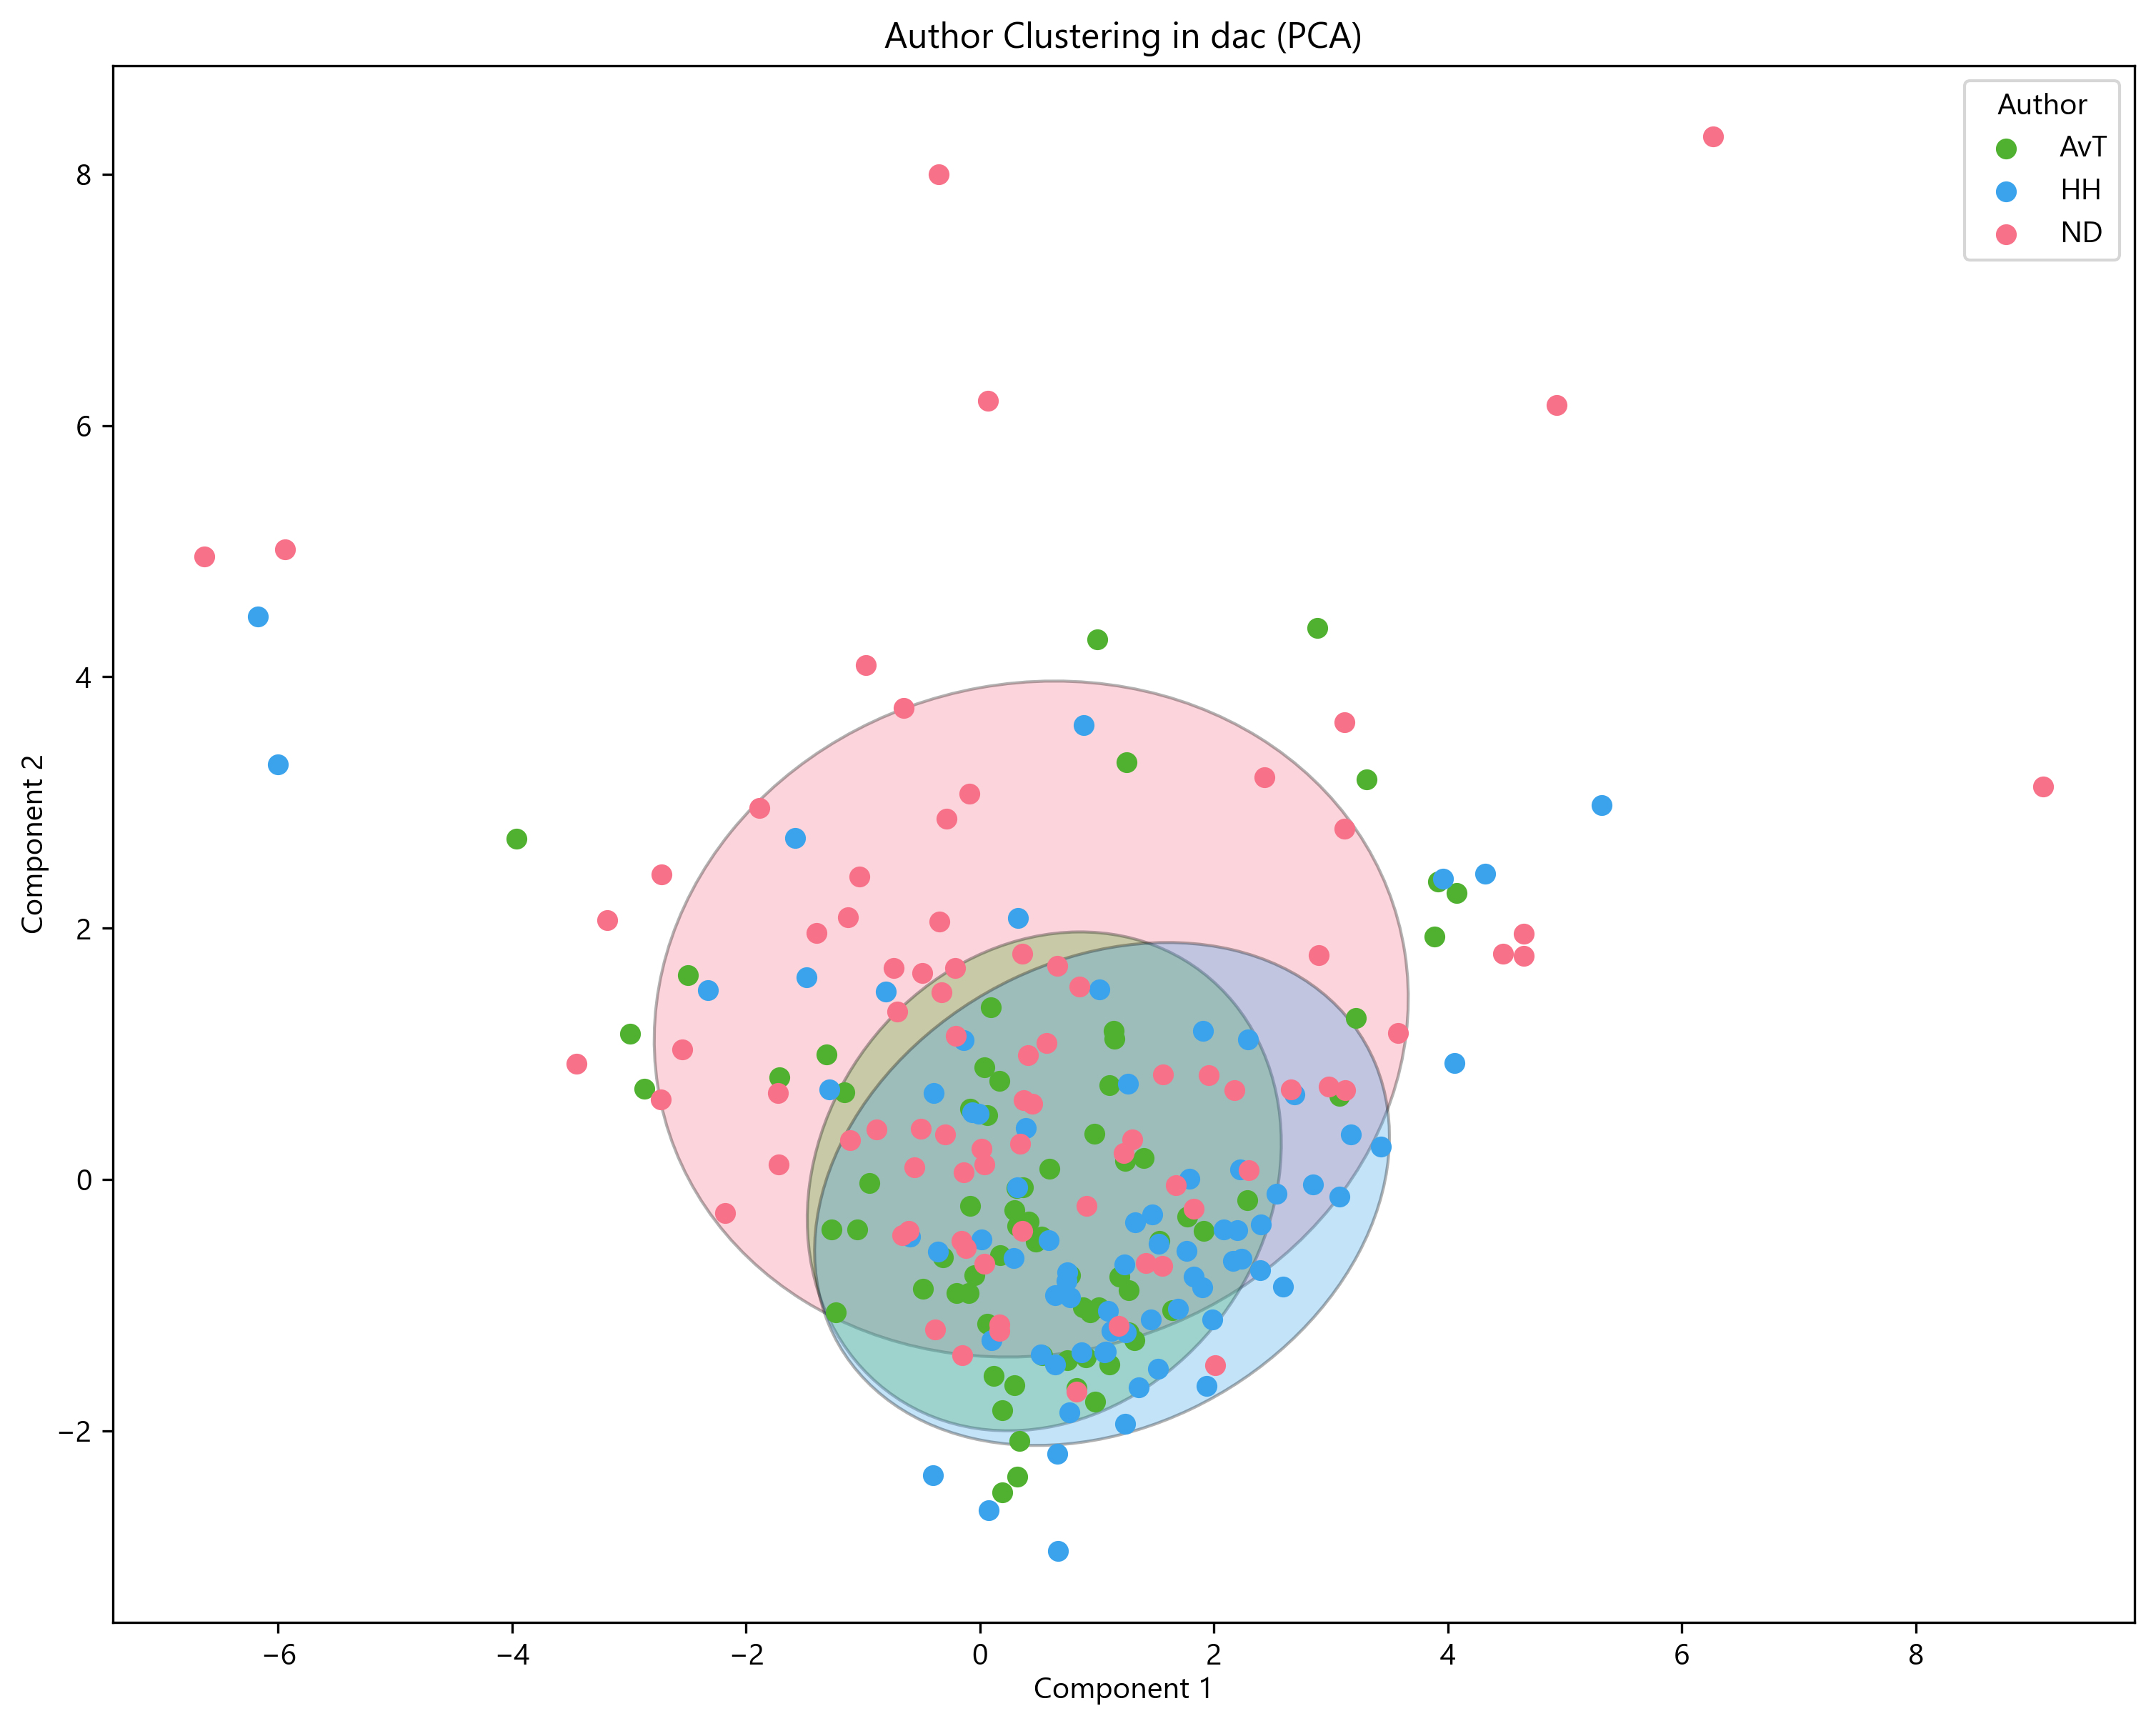 Author Clustering in dac (PCA)
Author
AvT
HH
ND
8
6
4
2
0
−2
Component 2
−6
−4
−2
0
2
4
6
8
Component 1